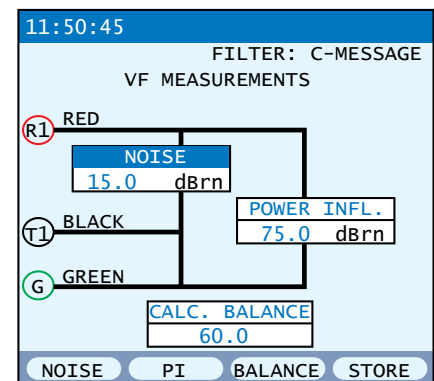 11:50:45
FILTER: C-MESSAGE
VF MEASUREMENTS
R1 RED
NOISE
15.0 dBrn
POWER INFL.
75.0 dBrn
T1 BLACK
G GREEN
CALC. BALANCE
60.0
NOISE PI BALANCE STORE